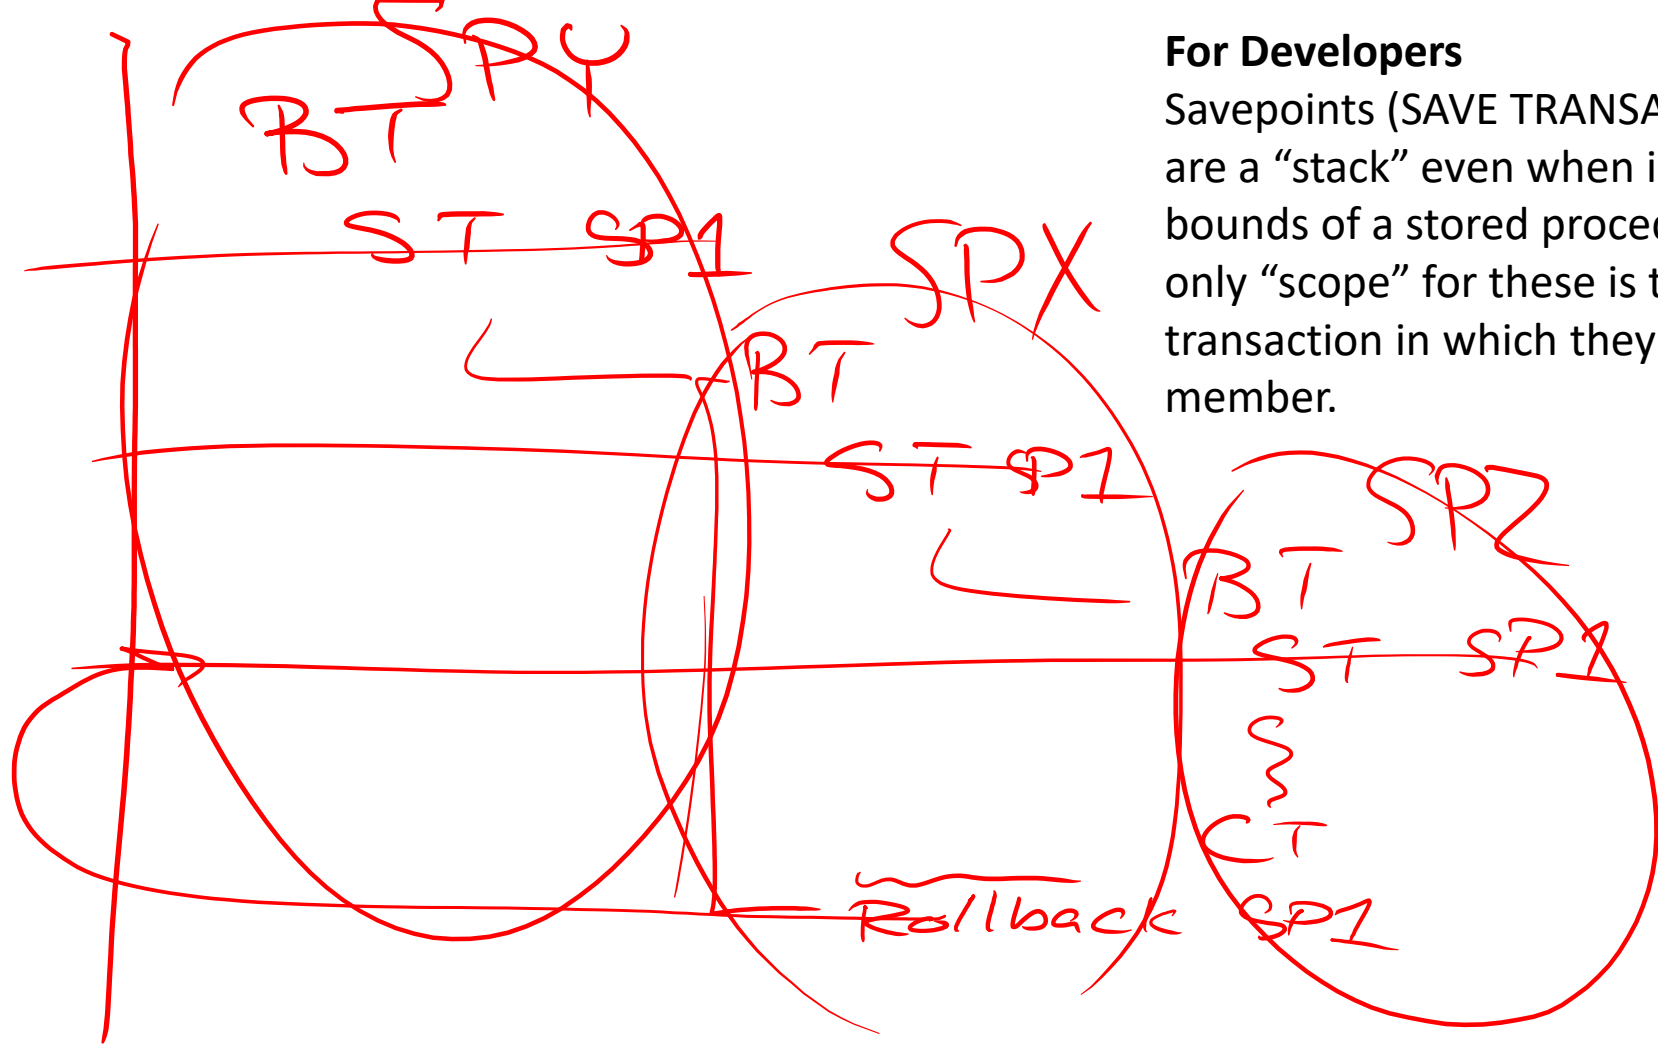 SPY
BT
ST SP1
SPX
BT
ST SP1
SPZ
BT
ST SP1
CT
Rollback SP1
For Developers
Savepoints (SAVE TRANSA
are a “stack” even when i
bounds of a stored proced
only “scope” for these is t
transaction in which they
member.